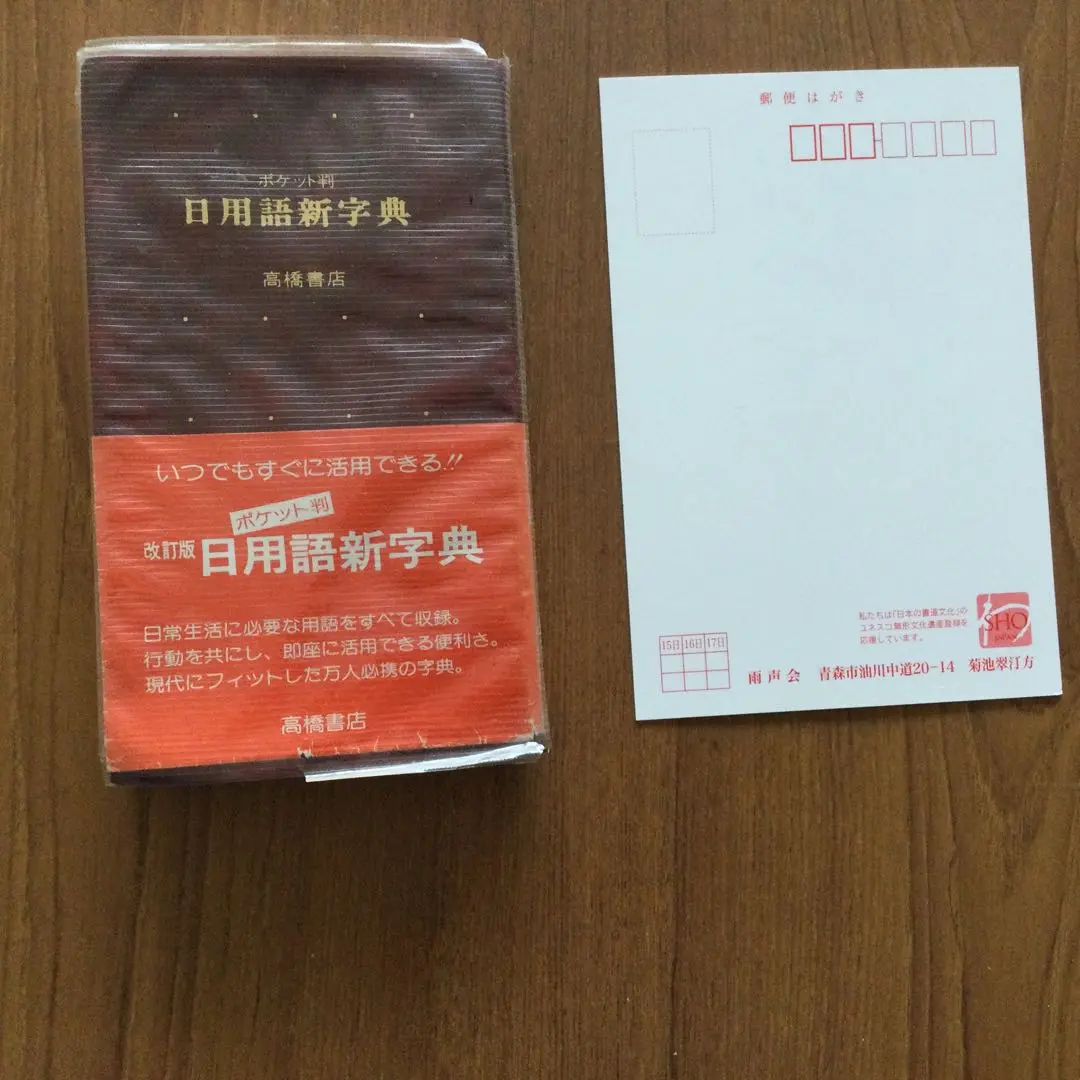 ポケット判
日用語新字典
高橋書店
いつでもすぐに活用できる!!
ポケット判
改訂版 日用語新字典
日常生活に必要な用語をすべて収録。
行動を共にし、即座に活用できる便利さ。
現代にフィットした万人必携の字典。
高橋書店
郵便はがき
私たちは「日本の書道文化」の
ユネスコ無形文化遺産登録を
応援しています。
SHO
JAPAN
15日 16日 17日
雨声会 青森市油川中道20-14 菊池翠汀方